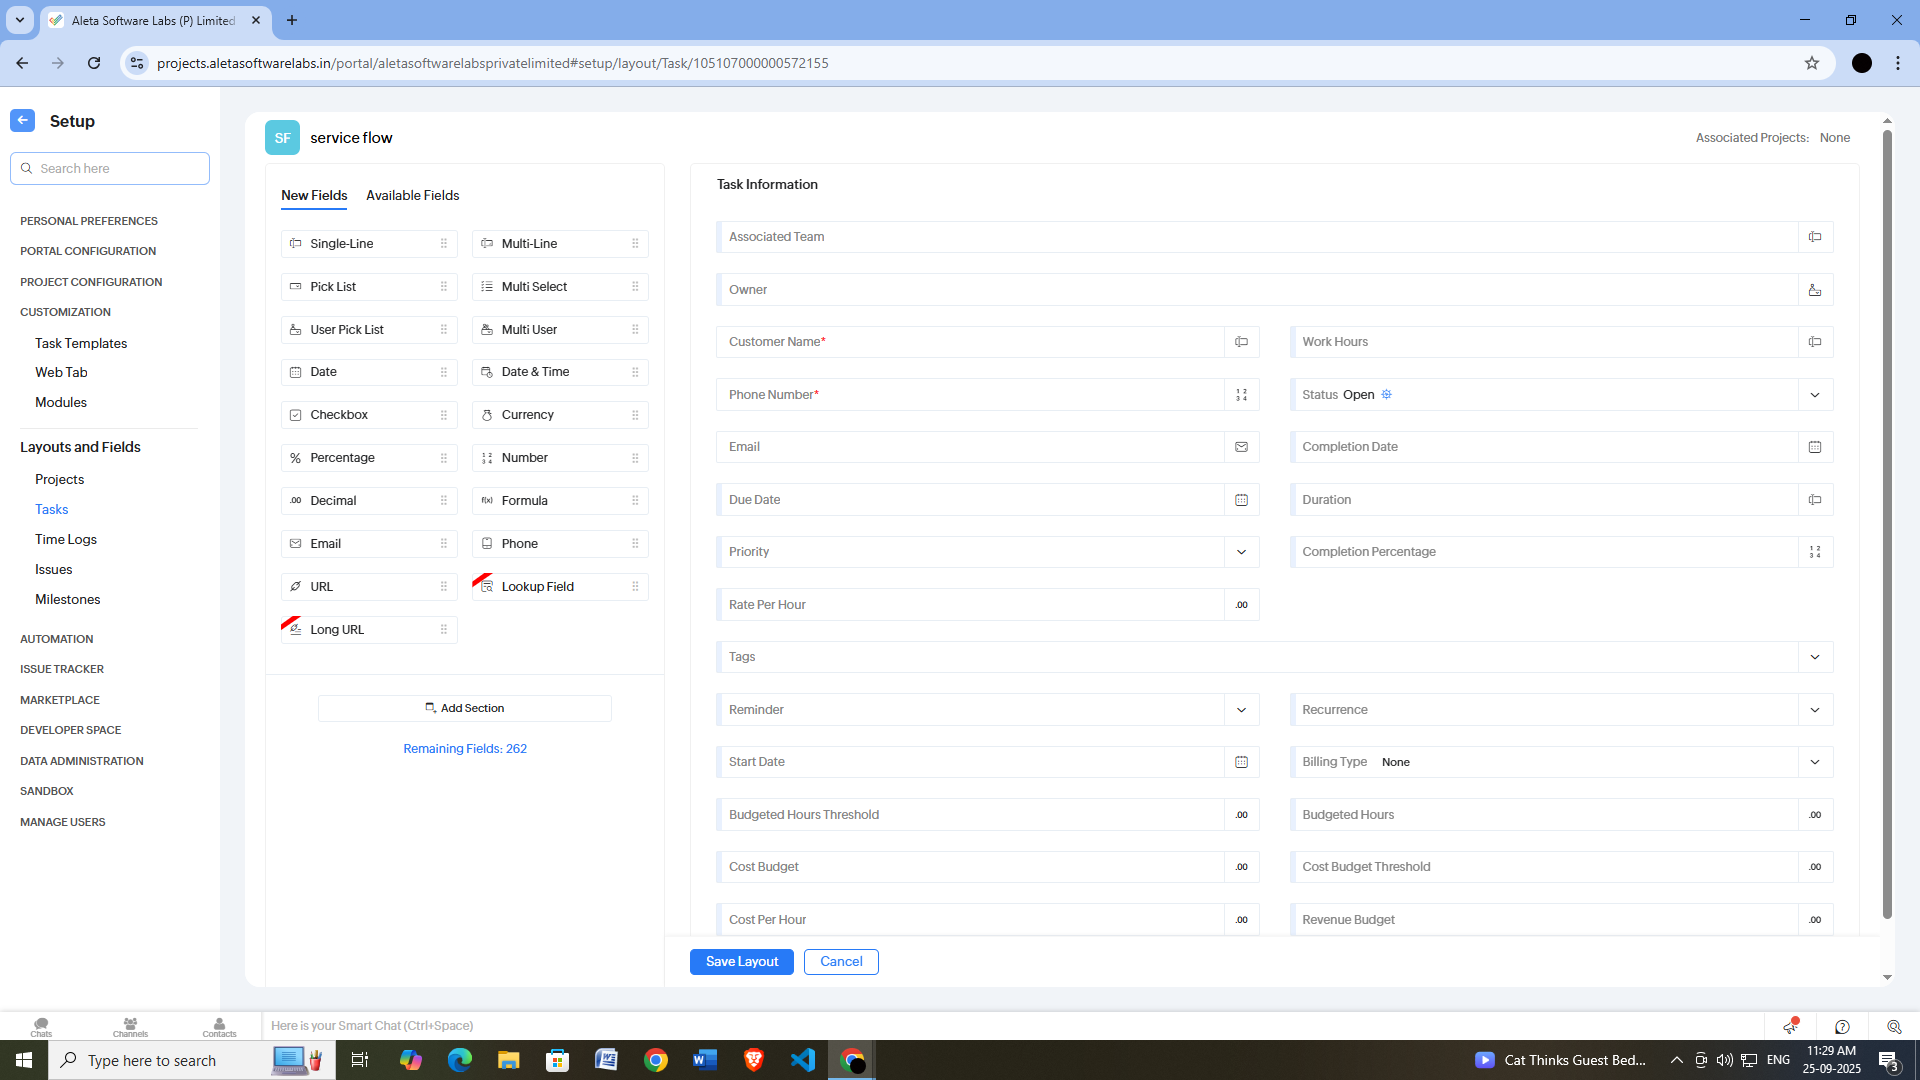 Aleta Software Labs (P) Limited
projects.aletasoftwarelabs.in/portal/aletasoftwarelabsprivatelimited#setup/layout/Task/105107000000572155
Setup
Search here
PERSONAL PREFERENCES
PORTAL CONFIGURATION
PROJECT CONFIGURATION
CUSTOMIZATION
Task Templates
Web Tab
Modules
Layouts and Fields
Projects
Tasks
Time Logs
Issues
Milestones
AUTOMATION
ISSUE TRACKER
MARKETPLACE
DEVELOPER SPACE
DATA ADMINISTRATION
SANDBOX
MANAGE USERS
SF service flow
Associated Projects: None
New Fields Available Fields
Single-Line Multi-Line
Pick List Multi Select
User Pick List Multi User
Date Date & Time
Checkbox Currency
Percentage Number
Decimal Formula
Email Phone
URL Lookup Field
Long URL
Add Section
Remaining Fields: 262
Task Information
Associated Team
Owner
Customer Name* Work Hours
Phone Number* Status Open
Email Completion Date
Due Date Duration
Priority Completion Percentage
Rate Per Hour .00
Tags
Reminder Recurrence
Start Date Billing Type None
Budgeted Hours Threshold .00 Budgeted Hours .00
Cost Budget .00 Cost Budget Threshold .00
Cost Per Hour .00 Revenue Budget .00
Save Layout Cancel
Chats Channels Contacts Here is your Smart Chat (Ctrl+Space)
Type here to search
Cat Thinks Guest Bed...
ENG
11:29 AM
25-09-2025
3